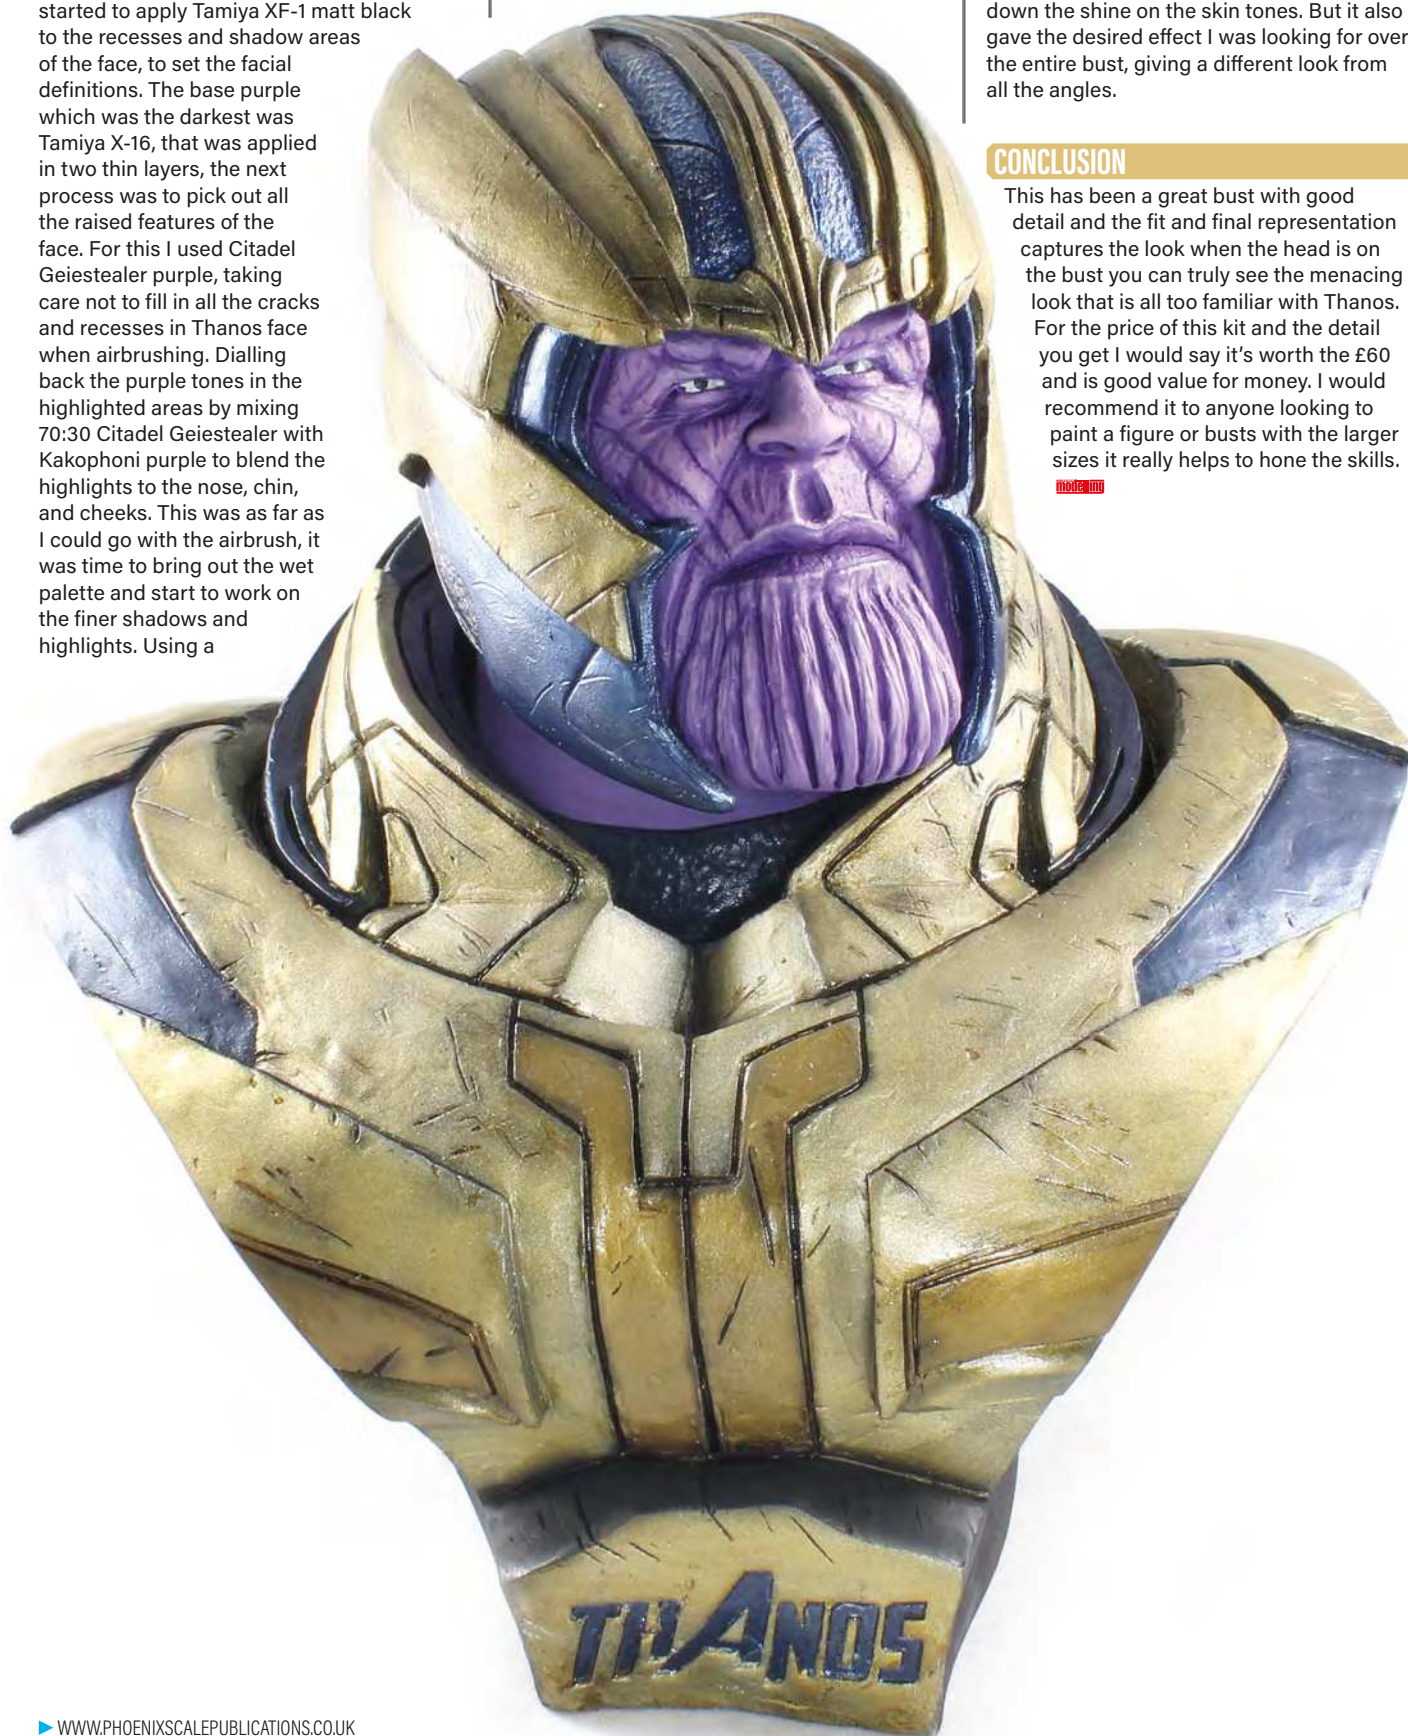 started to apply Tamiya XF-1 matt black
to the recesses and shadow areas
of the face, to set the facial
definitions. The base purple
which was the darkest was
Tamiya X-16, that was applied
in two thin layers, the next
process was to pick out all
the raised features of the
face. For this I used Citadel
Geiestealer purple, taking
care not to fill in all the cracks
and recesses in Thanos face
when airbrushing. Dialling
back the purple tones in the
highlighted areas by mixing
70:30 Citadel Geiestealer with
Kakophoni purple to blend the
highlights to the nose, chin,
and cheeks. This was as far as
I could go with the airbrush, it
was time to bring out the wet
palette and start to work on
the finer shadows and
highlights. Using a
down the shine on the skin tones. But it also
gave the desired effect I was looking for over
the entire bust, giving a different look from
all the angles.
CONCLUSION
This has been a great bust with good
detail and the fit and final representation
captures the look when the head is on
the bust you can truly see the menacing
look that is all too familiar with Thanos.
For the price of this kit and the detail
you get I would say it's worth the £60
and is good value for money. I would
recommend it to anyone looking to
paint a figure or busts with the larger
sizes it really helps to hone the skills.
THANOS
WWW.PHOENIXSCALEPUBLICATIONS.CO.UK